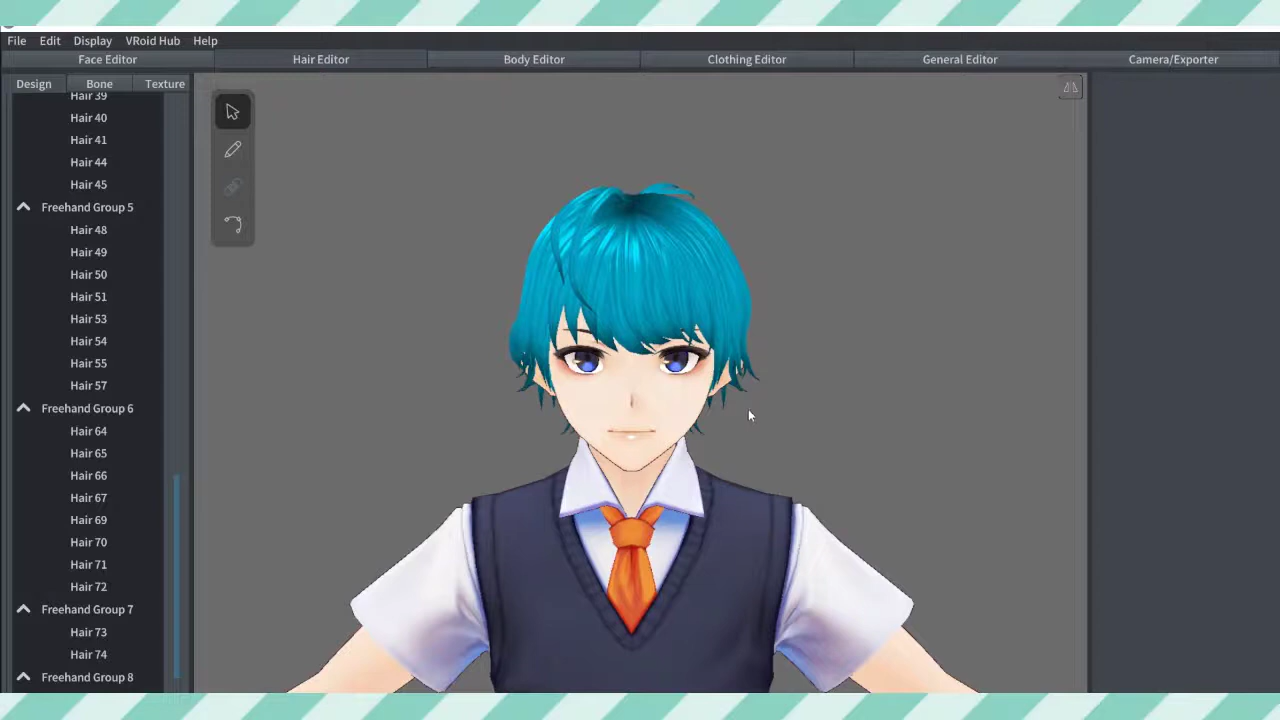 File Edit Display VRoid Hub Help
Face Editor Hair Editor Body Editor Clothing Editor General Editor Camera/Exporter
Design Bone Texture
Hair 39
Hair 40
Hair 41
Hair 44
Hair 45
Freehand Group 5
Hair 48
Hair 49
Hair 50
Hair 51
Hair 53
Hair 54
Hair 55
Hair 57
Freehand Group 6
Hair 64
Hair 65
Hair 66
Hair 67
Hair 69
Hair 70
Hair 71
Hair 72
Freehand Group 7
Hair 73
Hair 74
Freehand Group 8